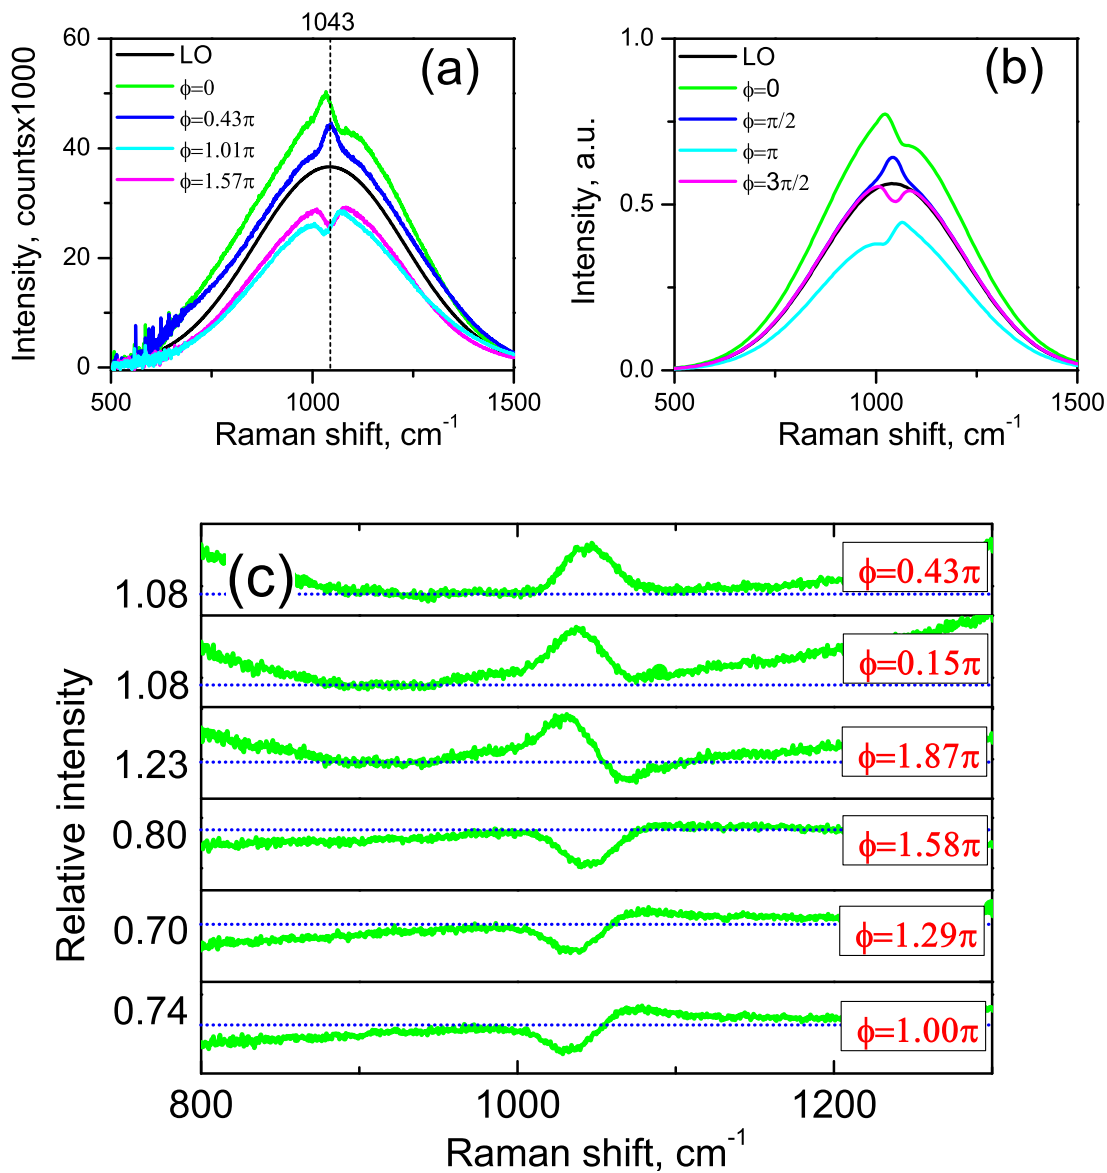 1043
(a)
Intensity, countsx1000
60
40
20
0
LO
ϕ=0
ϕ=0.43π
ϕ=1.01π
ϕ=1.57π
500
1000
1500
Raman shift, cm-1
(b)
Intensity, a.u.
1.0
0.5
0.0
LO
ϕ=0
ϕ=π/2
ϕ=π
ϕ=3π/2
500
1000
1500
Raman shift, cm-1
(c)
Relative intensity
1.08
ϕ=0.43π
1.08
ϕ=0.15π
1.23
ϕ=1.87π
0.80
ϕ=1.58π
0.70
ϕ=1.29π
0.74
ϕ=1.00π
800
1000
1200
Raman shift, cm-1